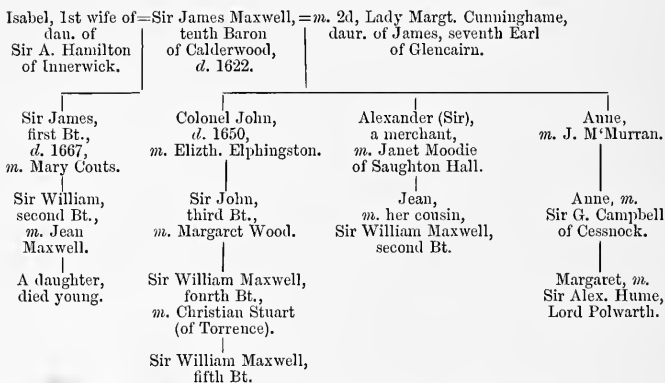 Isabel, 1st wife of=Sir James Maxwell,=m. 2d, Lady Margt. Cunninghame,
dau. of
Sir A. Hamilton
of Innerwick.
tenth Baron
of Calderwood,
d. 1622.
daur. of James, seventh Earl
of Glencairn.
Sir James,
first Bt.,
d. 1667,
m. Mary Couts.
Sir William,
second Bt.,
m. Jean
Maxwell.
A daughter,
died young.
Colonel John,
d. 1650,
m. Elizth. Elphingston.
Sir John,
third Bt.,
m. Margaret Wood.
Sir William Maxwell,
fourth Bt.,
m. Christian Stuart
(of Torrence).
Sir William Maxwell,
fifth Bt.
Alexander (Sir),
a merchant,
m. Janet Moodie
of Saughton Hall.
Jean,
m. her cousin,
Sir William Maxwell,
second Bt.
Anne,
m. J. M‘Murran.
Anne, m.
Sir G. Campbell
of Cessnock.
Margaret, m.
Sir Alex. Hume,
Lord Polwarth.